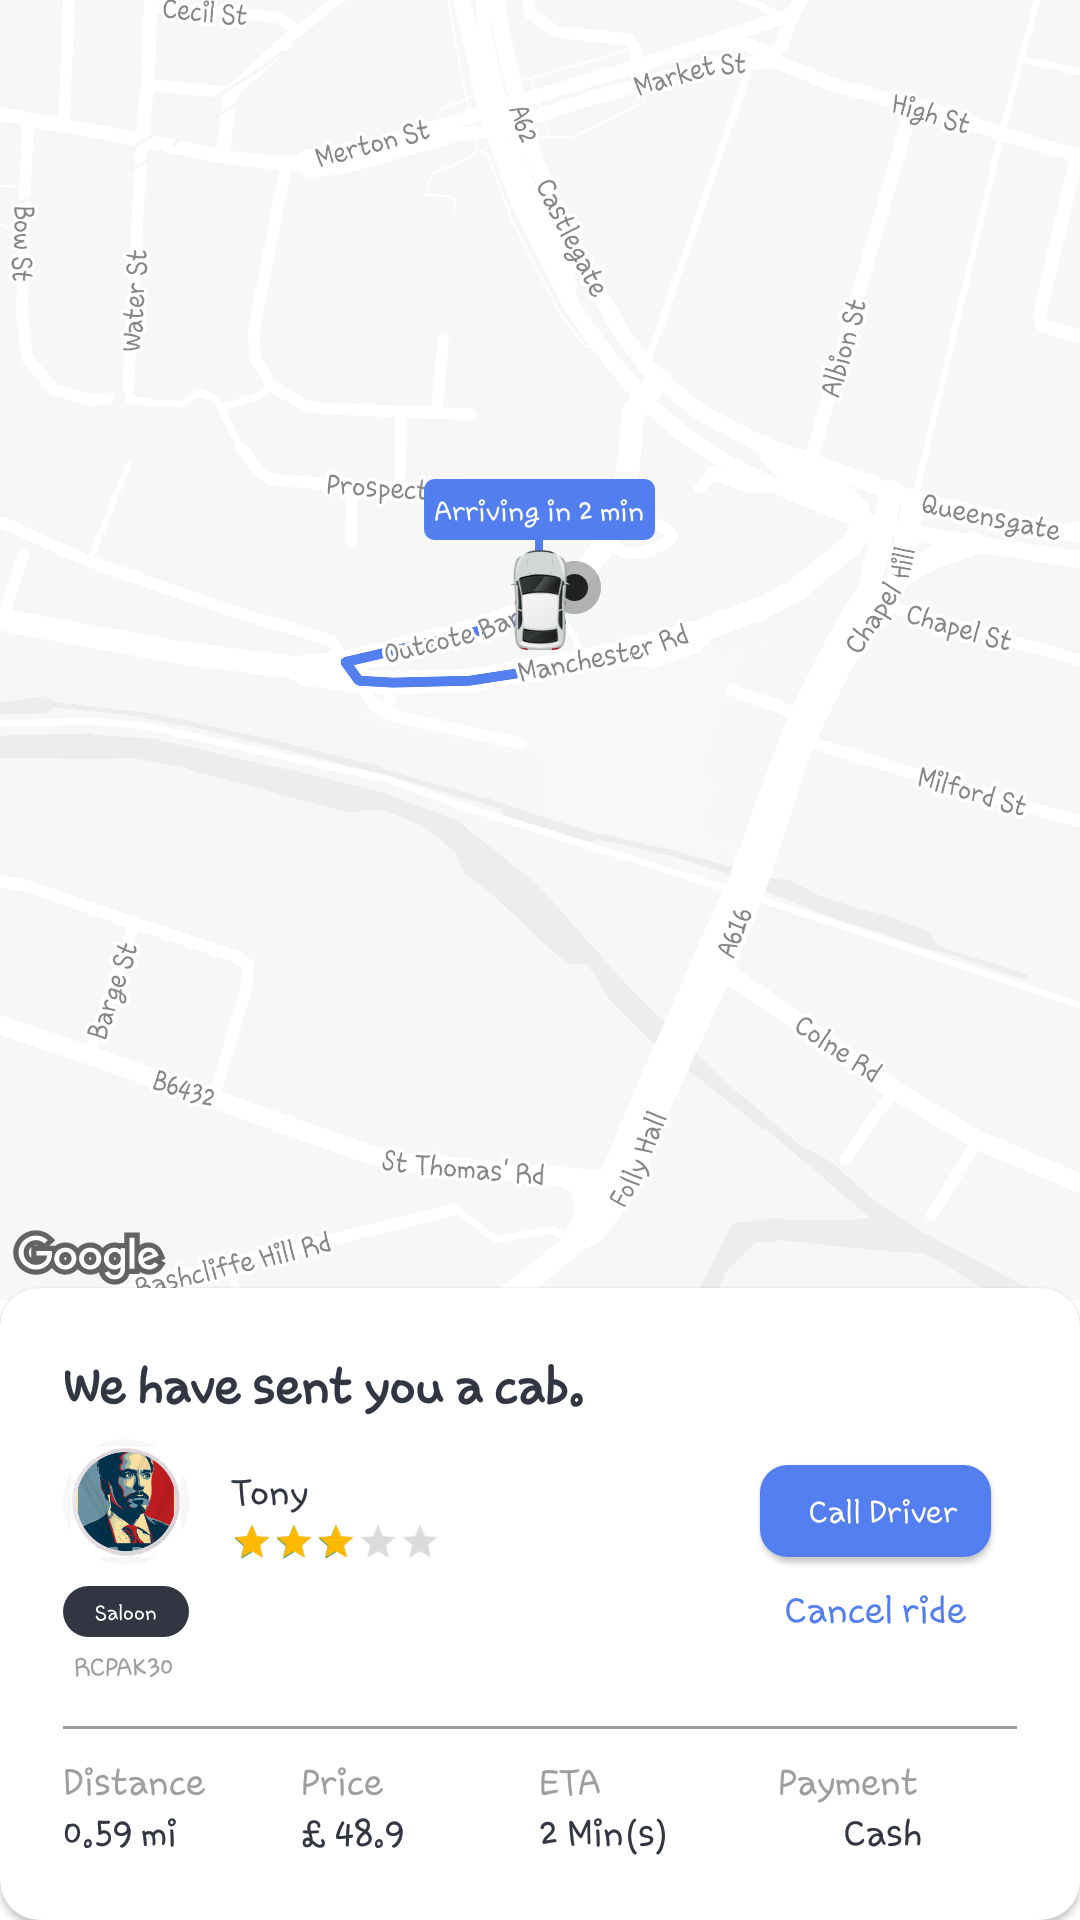 Cecil St
Market St
A62
High St
Merton St
Castlegate
Bow St
Water St
Albion St
Prospect
Arriving in 2 min
Queensgate
Chapel Hill
Chapel St
Outcote Ban
Manchester Rd
Milford St
A616
Barge St
Colne Rd
B6432
St Thomas' Rd
Folly Hall
Google
Bashcliffe Hill Rd
We have sent you a cab.
Tony
Call Driver
Saloon
Cancel ride
RCPAK30
Distance Price ETA Payment
0.59 mi £ 48.9 2 Min(s) Cash